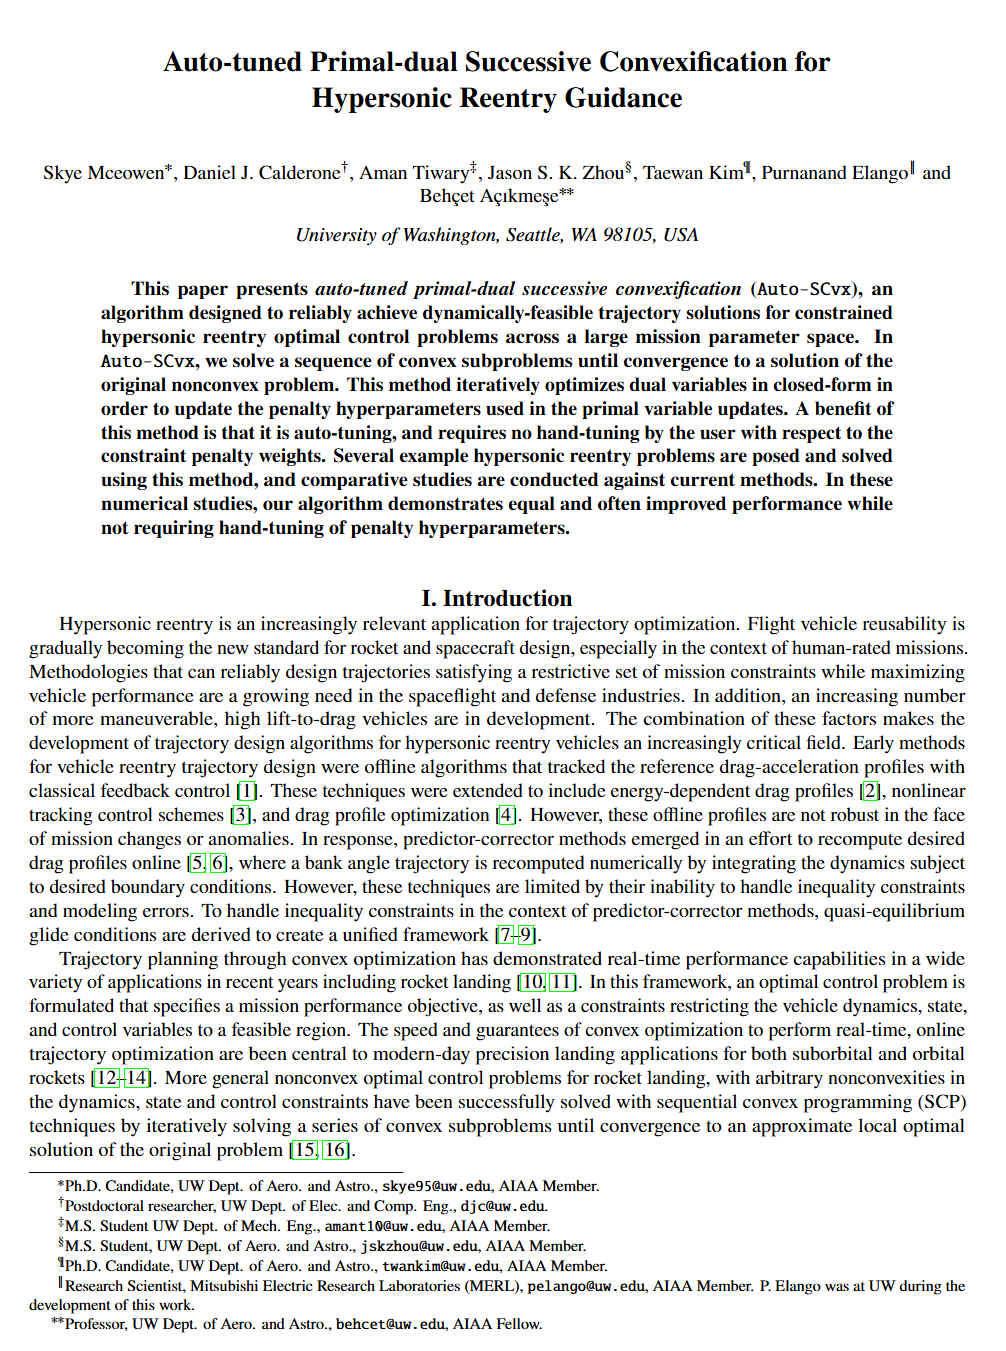 Auto-tuned Primal-dual Successive Convexification for
Hypersonic Reentry Guidance
Skye Mceowen*, Daniel J. Calderone†, Aman Tiwary‡, Jason S. K. Zhou§, Taewan Kim¶, Purnanand Elango‖ and
Behçet Açıkmeşe**
University of Washington, Seattle, WA 98105, USA
This paper presents auto-tuned primal-dual successive convexification (Auto-SCvx), an
algorithm designed to reliably achieve dynamically-feasible trajectory solutions for constrained
hypersonic reentry optimal control problems across a large mission parameter space. In
Auto-SCvx, we solve a sequence of convex subproblems until convergence to a solution of the
original nonconvex problem. This method iteratively optimizes dual variables in closed-form in
order to update the penalty hyperparameters used in the primal variable updates. A benefit of
this method is that it is auto-tuning, and requires no hand-tuning by the user with respect to the
constraint penalty weights. Several example hypersonic reentry problems are posed and solved
using this method, and comparative studies are conducted against current methods. In these
numerical studies, our algorithm demonstrates equal and often improved performance while
not requiring hand-tuning of penalty hyperparameters.
I. Introduction
Hypersonic reentry is an increasingly relevant application for trajectory optimization. Flight vehicle reusability is
gradually becoming the new standard for rocket and spacecraft design, especially in the context of human-rated missions.
Methodologies that can reliably design trajectories satisfying a restrictive set of mission constraints while maximizing
vehicle performance are a growing need in the spaceflight and defense industries. In addition, an increasing number
of more maneuverable, high lift-to-drag vehicles are in development. The combination of these factors makes the
development of trajectory design algorithms for hypersonic reentry vehicles an increasingly critical field. Early methods
for vehicle reentry trajectory design were offline algorithms that tracked the reference drag-acceleration profiles with
classical feedback control [1]. These techniques were extended to include energy-dependent drag profiles [2], nonlinear
tracking control schemes [3], and drag profile optimization [4]. However, these offline profiles are not robust in the face
of mission changes or anomalies. In response, predictor-corrector methods emerged in an effort to recompute desired
drag profiles online [5, 6], where a bank angle trajectory is recomputed numerically by integrating the dynamics subject
to desired boundary conditions. However, these techniques are limited by their inability to handle inequality constraints
and modeling errors. To handle inequality constraints in the context of predictor-corrector methods, quasi-equilibrium
glide conditions are derived to create a unified framework [7–9].
Trajectory planning through convex optimization has demonstrated real-time performance capabilities in a wide
variety of applications in recent years including rocket landing [10, 11]. In this framework, an optimal control problem is
formulated that specifies a mission performance objective, as well as a constraints restricting the vehicle dynamics, state,
and control variables to a feasible region. The speed and guarantees of convex optimization to perform real-time, online
trajectory optimization are been central to modern-day precision landing applications for both suborbital and orbital
rockets [12–14]. More general nonconvex optimal control problems for rocket landing, with arbitrary nonconvexities in
the dynamics, state and control constraints have been successfully solved with sequential convex programming (SCP)
techniques by iteratively solving a series of convex subproblems until convergence to an approximate local optimal
solution of the original problem [15, 16].
*Ph.D. Candidate, UW Dept. of Aero. and Astro., skye95@uw.edu, AIAA Member.
†Postdoctoral researcher, UW Dept. of Elec. and Comp. Eng., djc@uw.edu.
‡M.S. Student UW Dept. of Mech. Eng., amant10@uw.edu, AIAA Member.
§M.S. Student, UW Dept. of Aero. and Astro., jskzhou@uw.edu, AIAA Member.
¶Ph.D. Candidate, UW Dept. of Aero. and Astro., twankim@uw.edu, AIAA Member.
‖Research Scientist, Mitsubishi Electric Research Laboratories (MERL), pelango@uw.edu, AIAA Member. P. Elango was at UW during the
development of this work.
**Professor, UW Dept. of Aero. and Astro., behcet@uw.edu, AIAA Fellow.